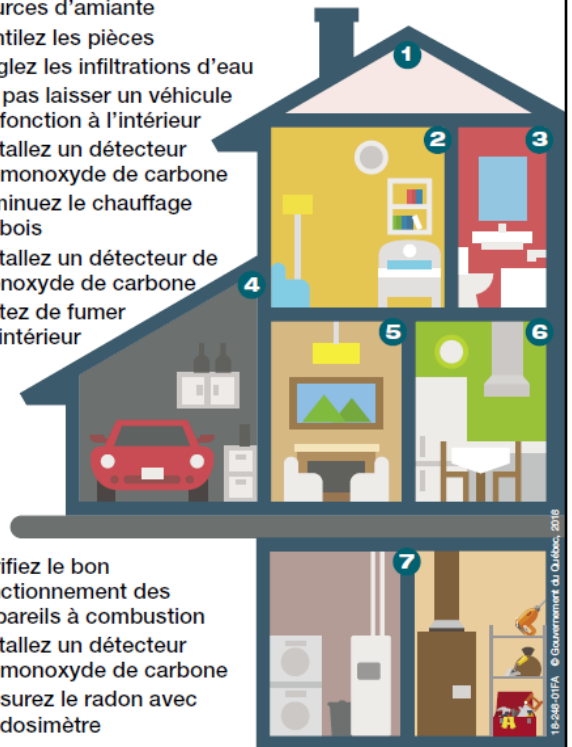 urces d'amiante
ntilez les pièces
glez les infiltrations d'eau
pas laisser un véhicule
fonction à l'intérieur
tallez un détecteur
monoxyde de carbone
minuez le chauffage
bois
tallez un détecteur de
noxyde de carbone
tez de fumer
intérieur
1
2
3
4
5
6
rifiez le bon
nctionnement des
pareils à combustion
tallez un détecteur
monoxyde de carbone
surez le radon avec
dosimètre
7
18-248-01FA © Gouvernement du Québec, 2018